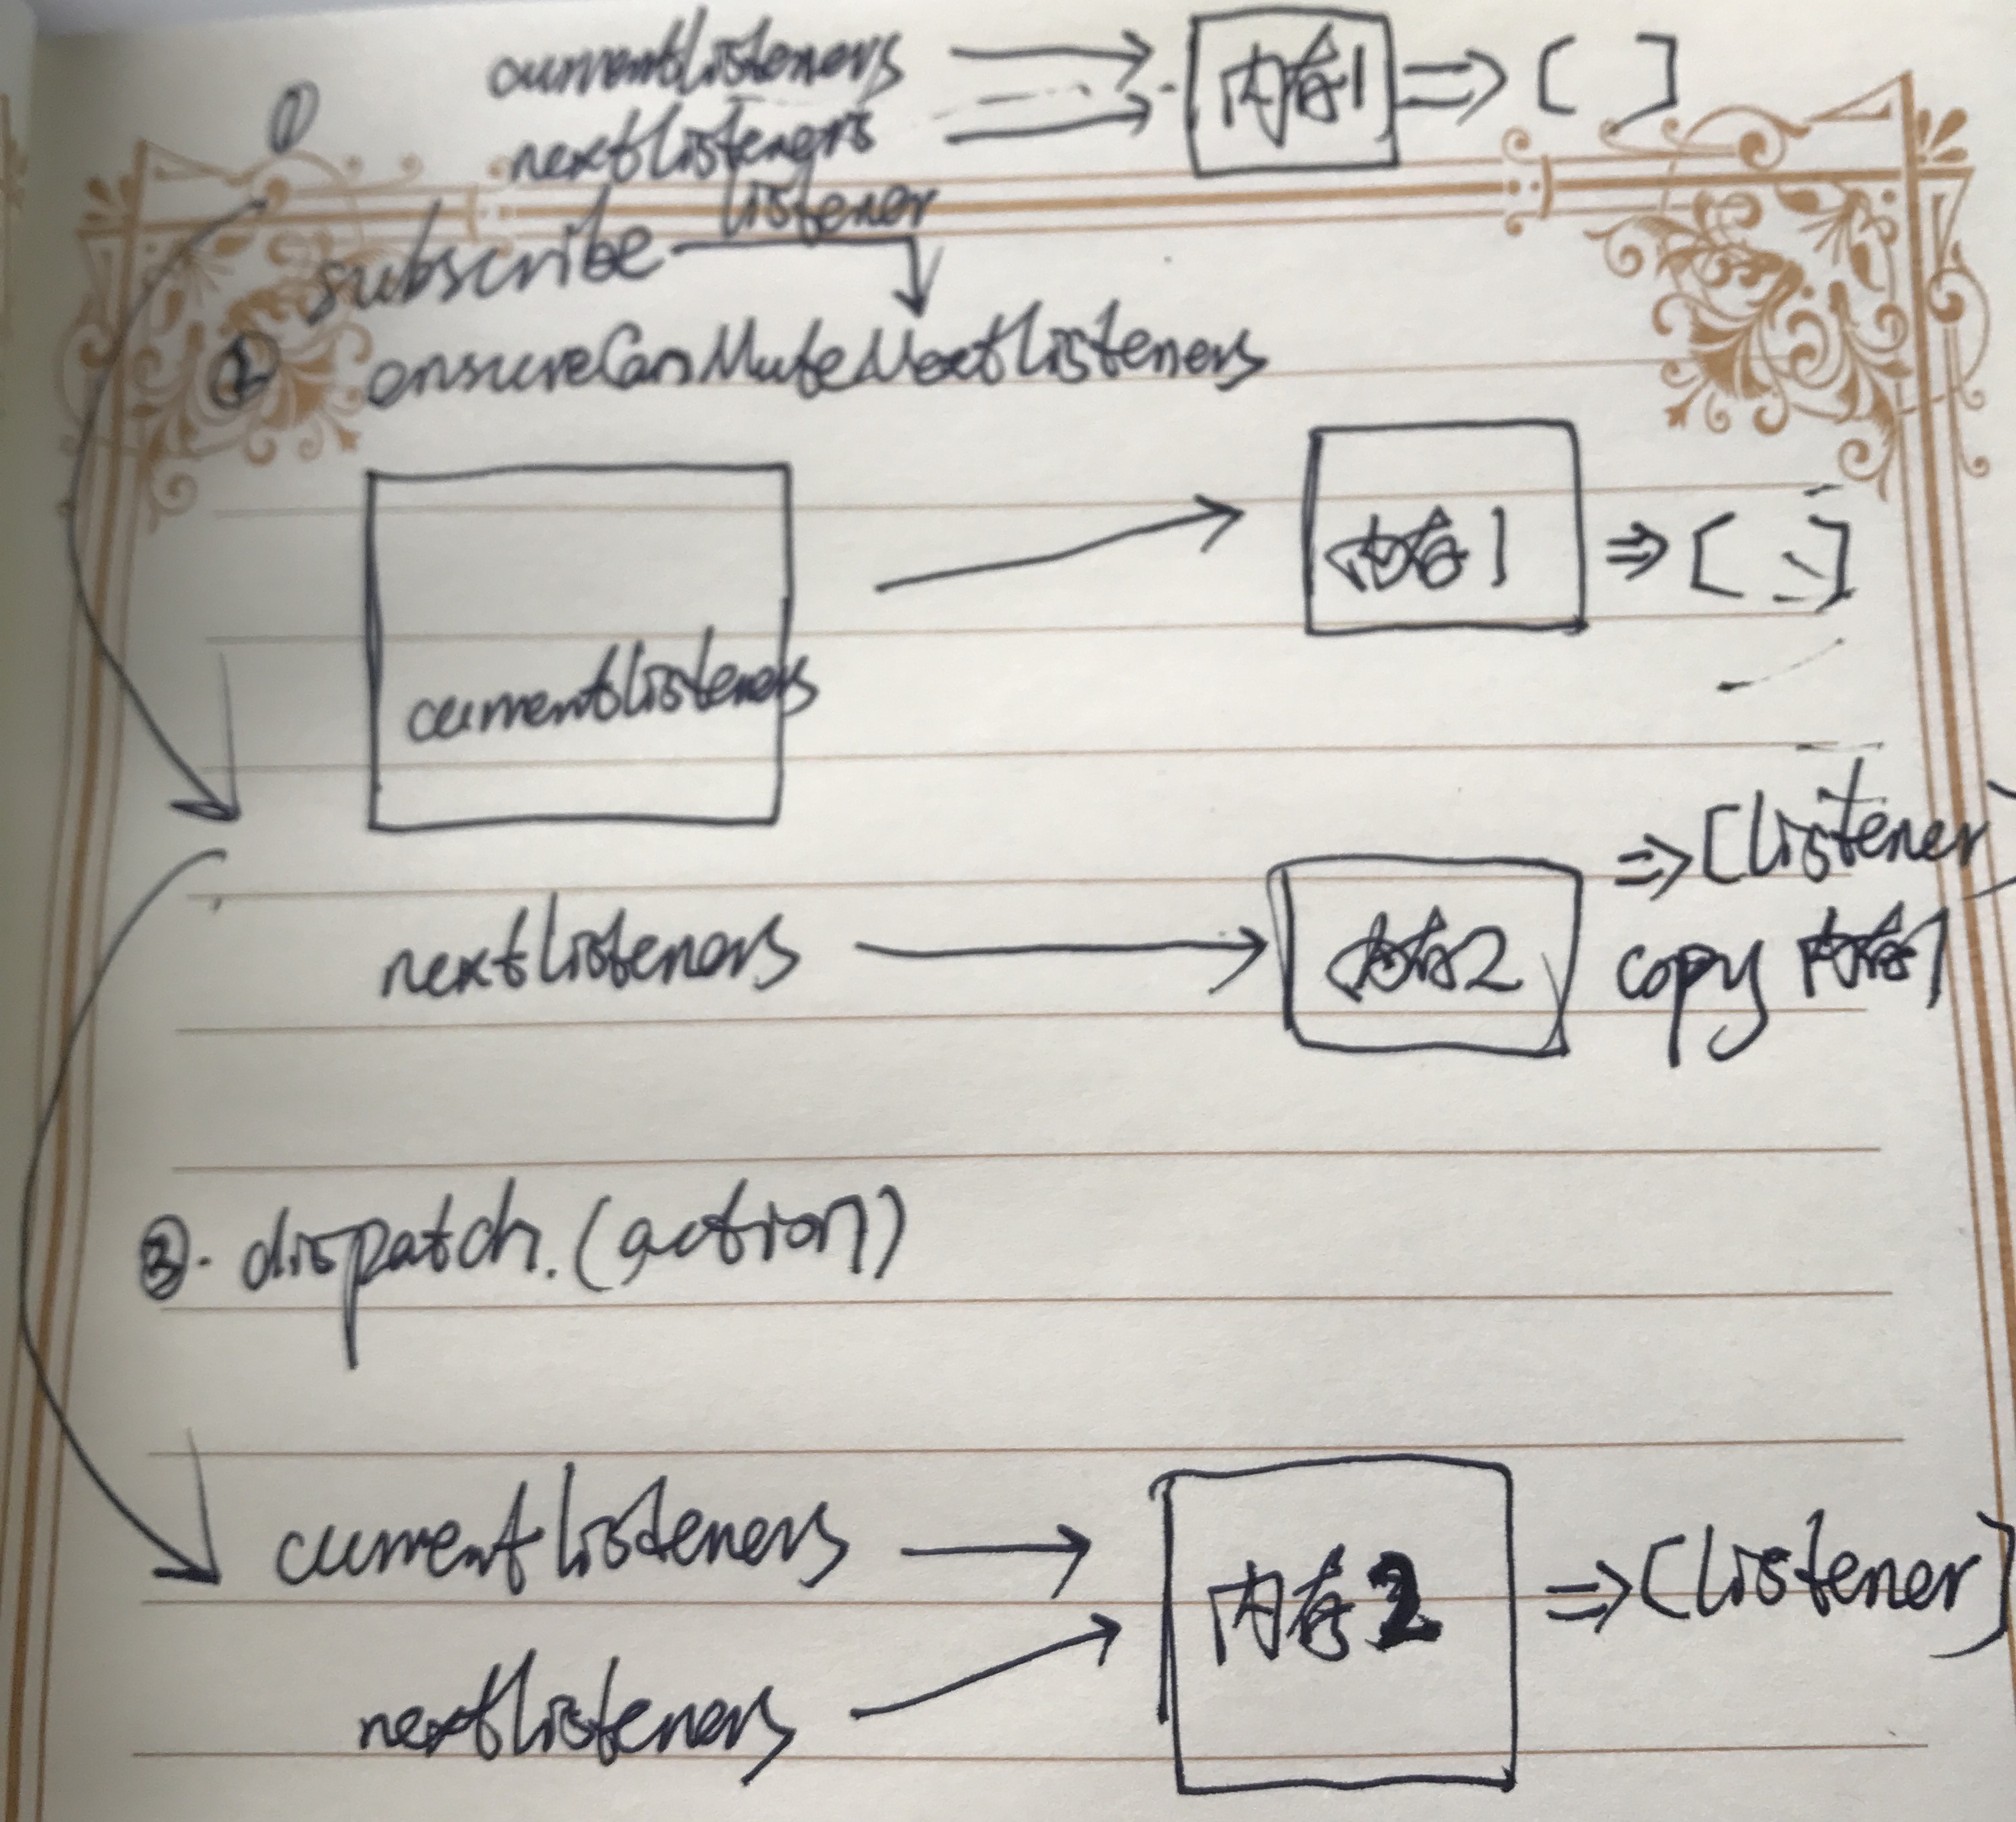 ① currentlisteners 内存1 ⇒ [ ]
nextlisteners
subscribe listener
② ensureCanMuteNextlisteners
内存1 ⇒ [ ]
currentlisteners
⇒ [listener]
nextlisteners 内存2 copy 内存1
③. dispatch.(action)
currentlisteners
内存2 ⇒ [listener]
nextlisteners